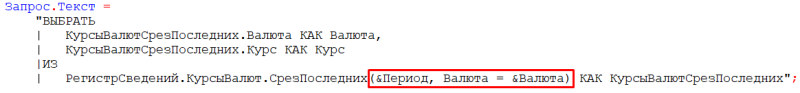 Запрос.Текст =
"ВЫБРАТЬ
| КурсыВалютСрезПоследних.Валюта КАК Валюта,
| КурсыВалютСрезПоследних.Курс КАК Курс
|ИЗ
| РегистрСведений.КурсыВалют.СрезПоследних(&Период, Валюта = &Валюта) КАК КурсыВалютСрезПоследних";